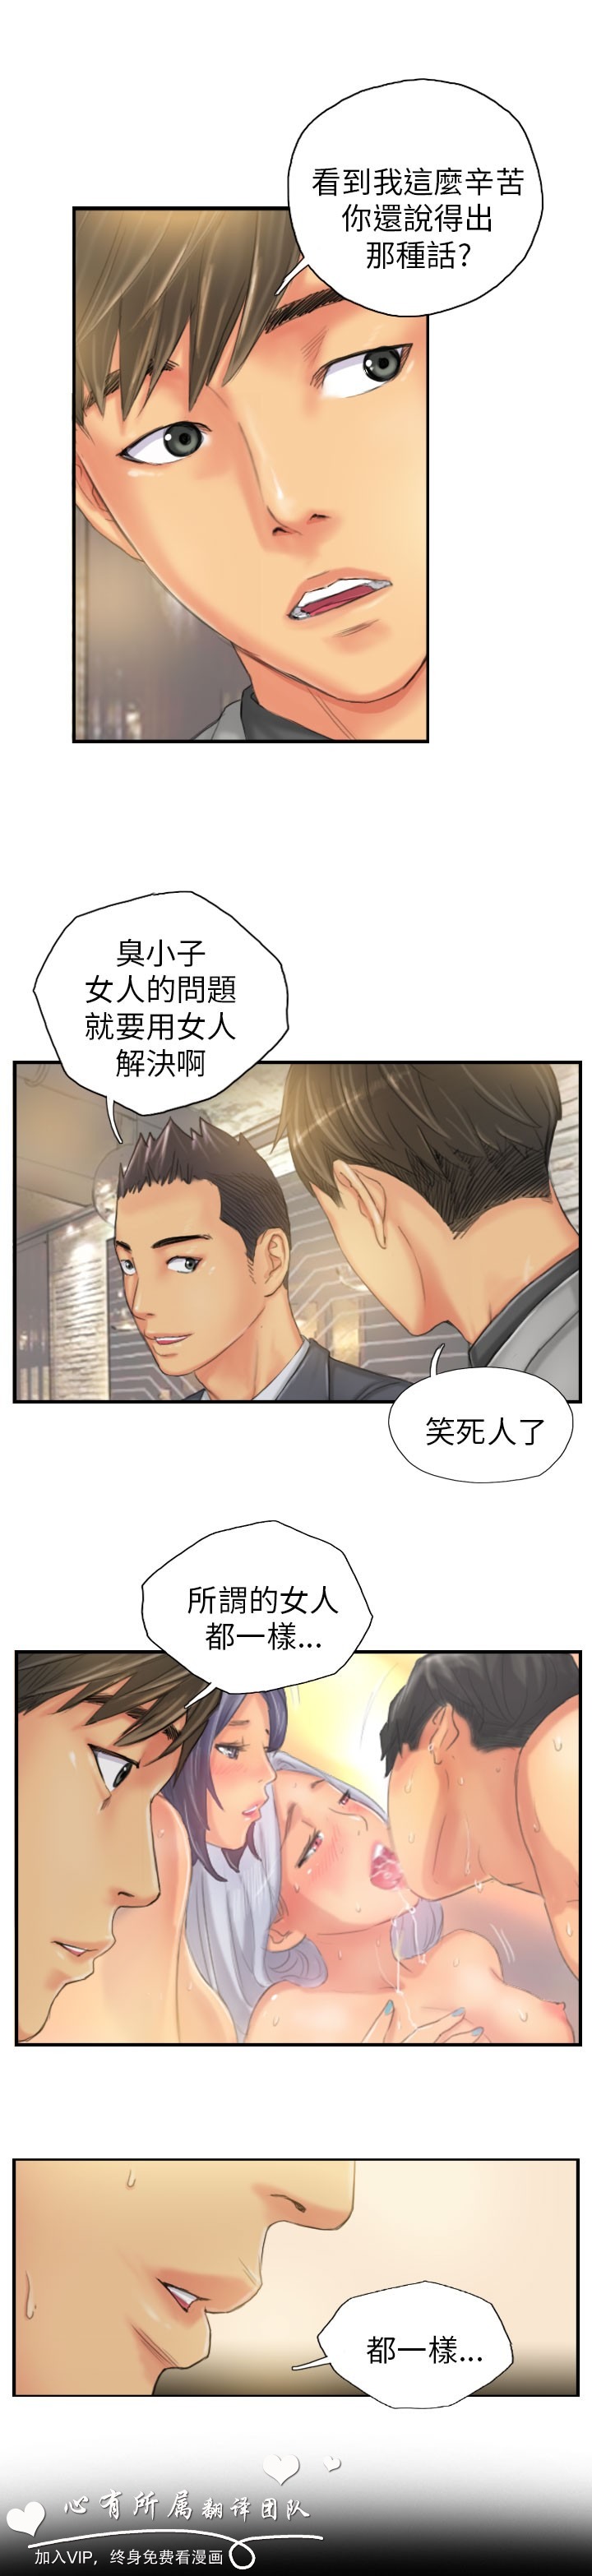 看到我這麼辛苦
你還說得出
那種話?
臭小子
女人的問題
就要用女人
解決啊
笑死人了
所謂的女人
都一樣...
都一樣...
心有所属翻译团队
加入VIP，终身免费看漫画